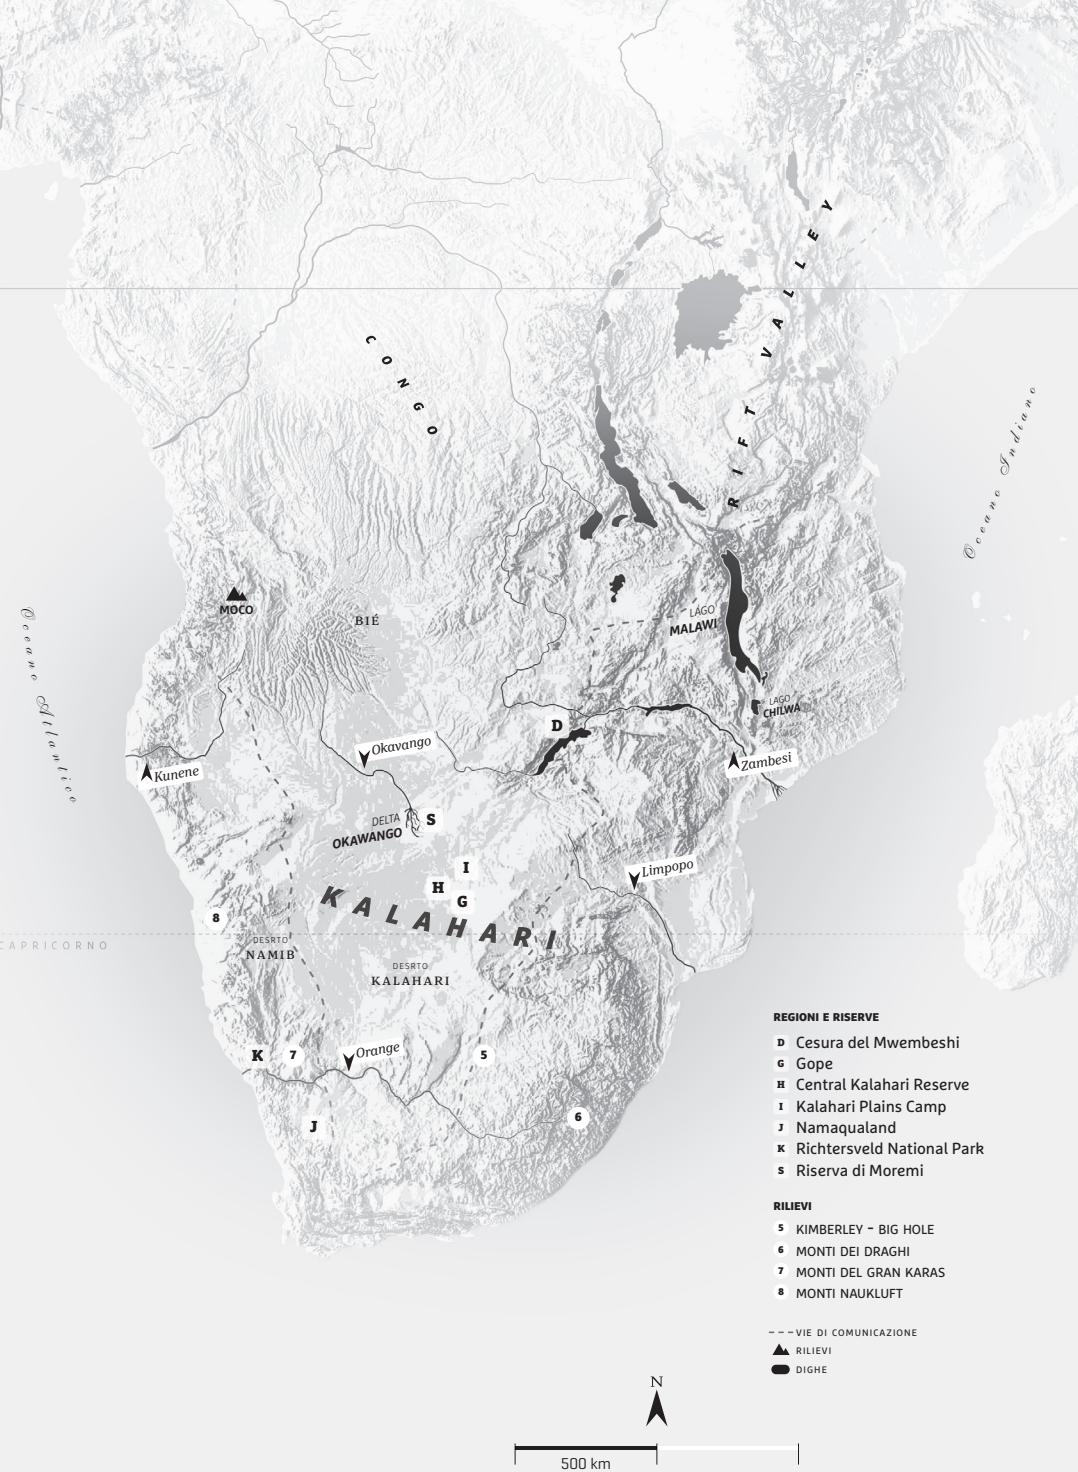 RIFT VALLEY
CONGO
Oceano Indiano
Oceano Atlantico
MOCO
BIÉ
LAGO
MALAWI
LAGO
CHILWA
D
Okavango
Zambesi
Kunene
DELTA
OKAWANGO
S
I
H
G
Limpopo
KALAHARI
8
CAPRICORNO
DESRTO
NAMIB
DESRTO
KALAHARI
K
7
Orange
5
6
J
REGIONI E RISERVE
D Cesura del Mwembeshi
G Gope
H Central Kalahari Reserve
I Kalahari Plains Camp
J Namaqualand
K Richtersveld National Park
S Riserva di Moremi
RILIEVI
5 KIMBERLEY - BIG HOLE
6 MONTI DEI DRAGHI
7 MONTI DEL GRAN KARAS
8 MONTI NAUKLUFT
VIE DI COMUNICAZIONE
RILIEVI
DIGHE
N
500 km